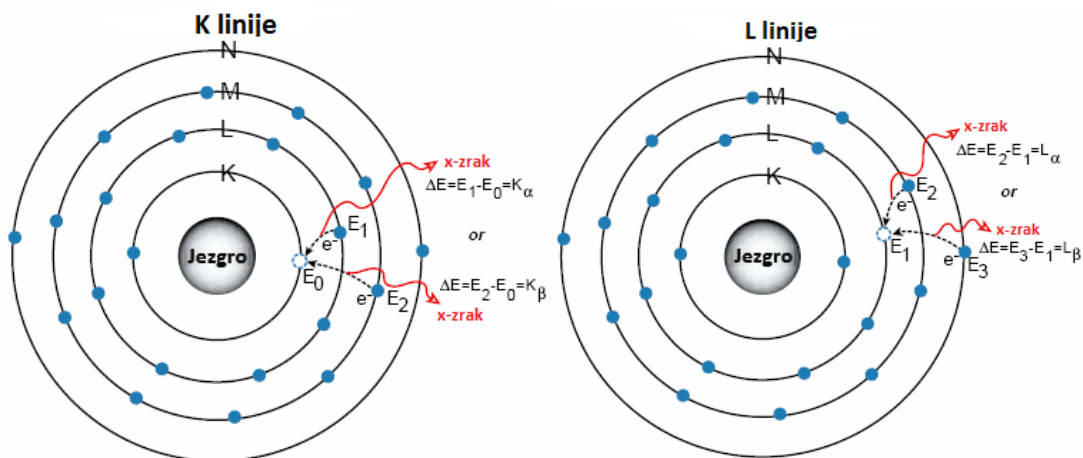 K linije
N
M
L
K
Jezgro
x-zrak
ΔE=E₁-E₀=Kα
or
E₁
e⁻
E₀
ΔE=E₂-E₀=Kβ
E₂
e⁻
x-zrak
L linije
N
M
L
K
Jezgro
x-zrak
ΔE=E₂-E₁=Lα
or
E₂
e⁻
x-zrak
E₁
ΔE=E₃-E₁=Lβ
e⁻
E₃